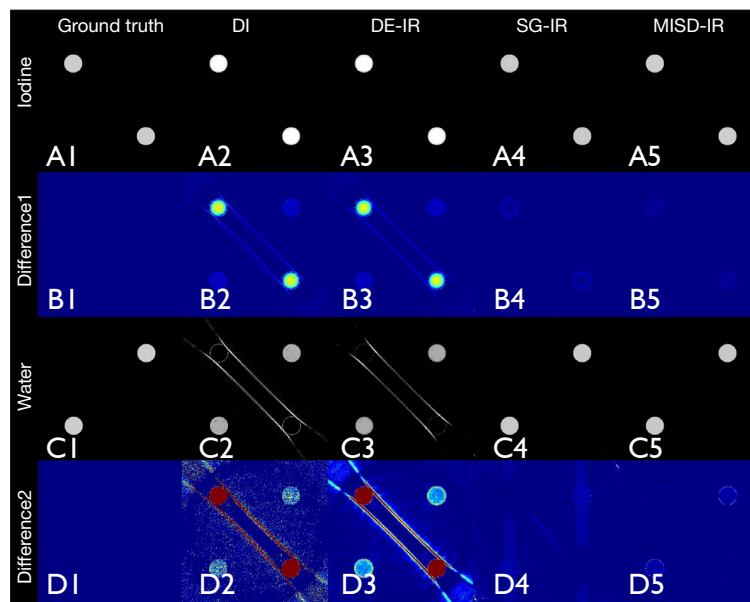 Ground truth DI DE-IR SG-IR MISD-IR
Iodine
A1 A2 A3 A4 A5
Difference1
B1 B2 B3 B4 B5
Water
C1 C2 C3 C4 C5
Difference2
D1 D2 D3 D4 D5